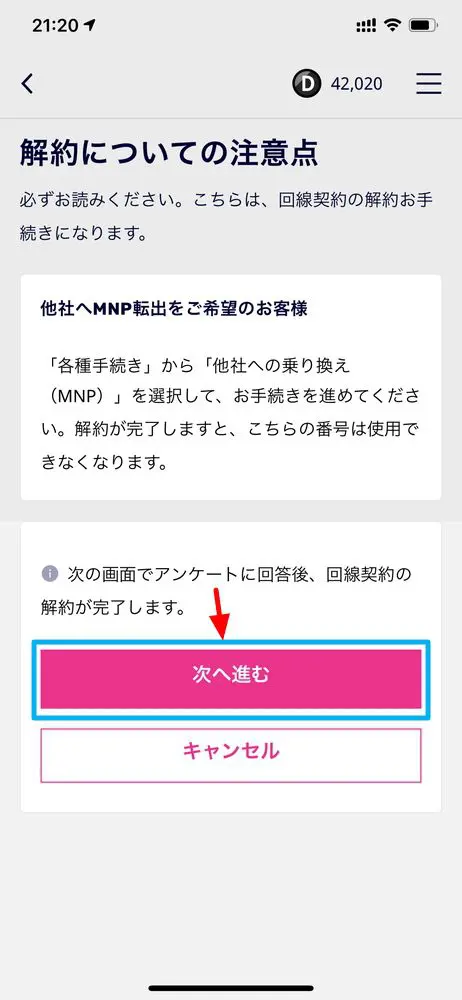 21:20
D 42,020
解約についての注意点
必ずお読みください。こちらは、回線契約の解約お手
続きになります。
他社へMNP転出をご希望のお客様
「各種手続き」から「他社への乗り換え
（MNP）」を選択して、お手続きを進めてくださ
い。解約が完了しますと、こちらの番号は使用で
きなくなります。
次の画面でアンケートに回答後、回線契約の
解約が完了します。
次へ進む
キャンセル